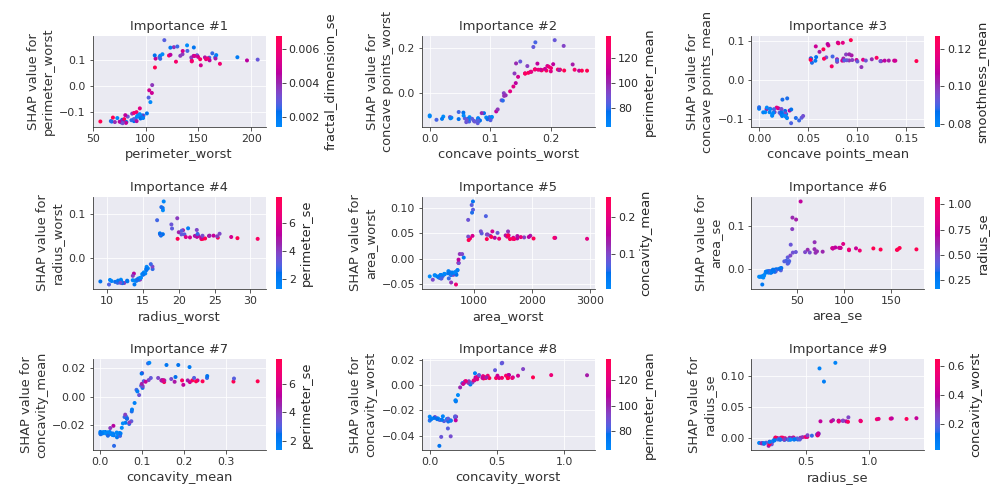 Importance #1
SHAP value for
perimeter_worst
0.1
0.0
−0.1
50
100
150
200
perimeter_worst
0.006
0.004
0.002
fractal_dimension_se
Importance #2
SHAP value for
concave points_worst
0.2
0.0
0.0
0.1
0.2
concave points_worst
120
100
80
perimeter_mean
Importance #3
SHAP value for
concave points_mean
0.1
0.0
−0.1
0.00
0.05
0.10
0.15
concave points_mean
0.12
0.10
0.08
smoothness_mean
Importance #4
SHAP value for
radius_worst
0.1
0.0
10
15
20
25
30
radius_worst
6
4
2
perimeter_se
Importance #5
SHAP value for
area_worst
0.10
0.05
0.00
−0.05
1000
2000
3000
area_worst
0.2
0.1
concavity_mean
Importance #6
SHAP value for
area_se
0.1
0.0
50
100
150
area_se
1.00
0.75
0.50
0.25
radius_se
Importance #7
SHAP value for
concavity_mean
0.02
0.00
−0.02
0.0
0.1
0.2
0.3
concavity_mean
6
4
2
perimeter_se
Importance #8
SHAP value for
concavity_worst
0.02
0.00
−0.02
−0.04
0.0
0.5
1.0
concavity_worst
120
100
80
perimeter_mean
Importance #9
SHAP value for
radius_se
0.10
0.05
0.00
0.5
1.0
radius_se
0.6
0.4
0.2
concavity_worst